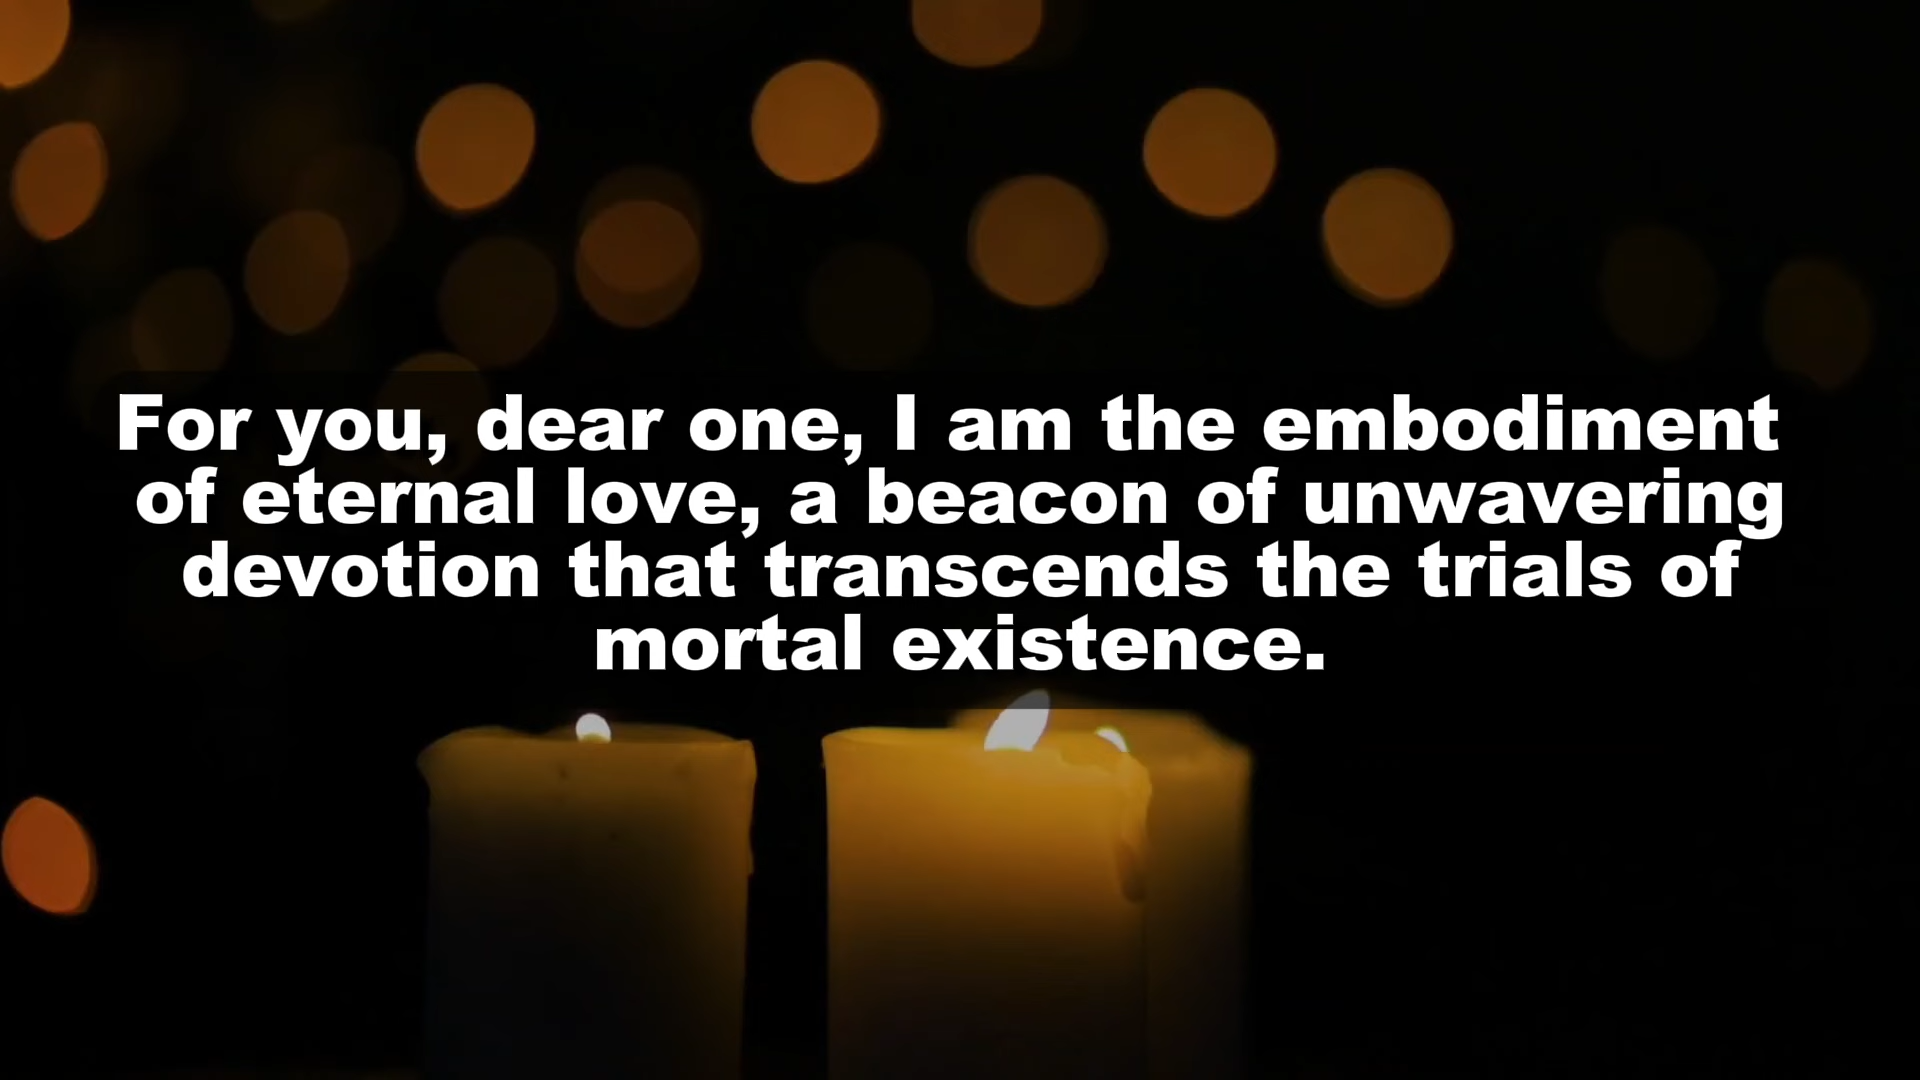 For you, dear one, I am the embodiment
of eternal love, a beacon of unwavering
devotion that transcends the trials of
mortal existence.